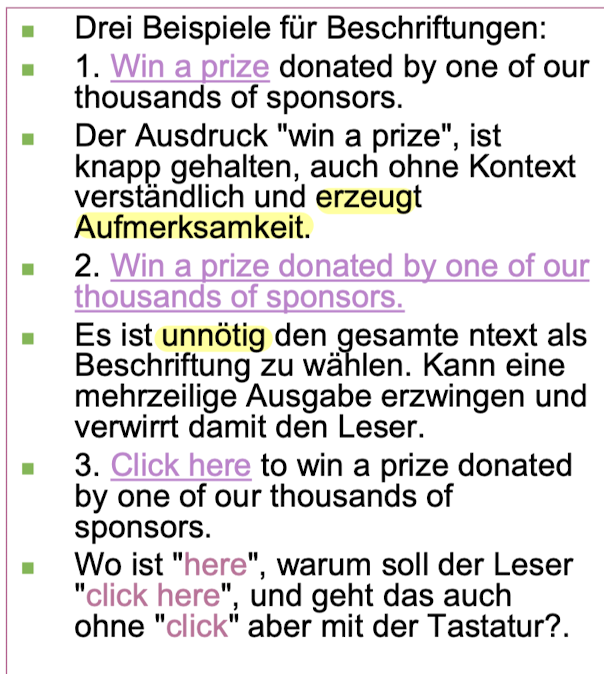 Drei Beispiele für Beschriftungen:
1. Win a prize donated by one of our
thousands of sponsors.
Der Ausdruck "win a prize", ist
knapp gehalten, auch ohne Kontext
verständlich und erzeugt
Aufmerksamkeit.
2. Win a prize donated by one of our
thousands of sponsors.
Es ist unnötig den gesamte ntext als
Beschriftung zu wählen. Kann eine
mehrzeilige Ausgabe erzwingen und
verwirrt damit den Leser.
3. Click here to win a prize donated
by one of our thousands of
sponsors.
Wo ist "here", warum soll der Leser
"click here", und geht das auch
ohne "click" aber mit der Tastatur?.